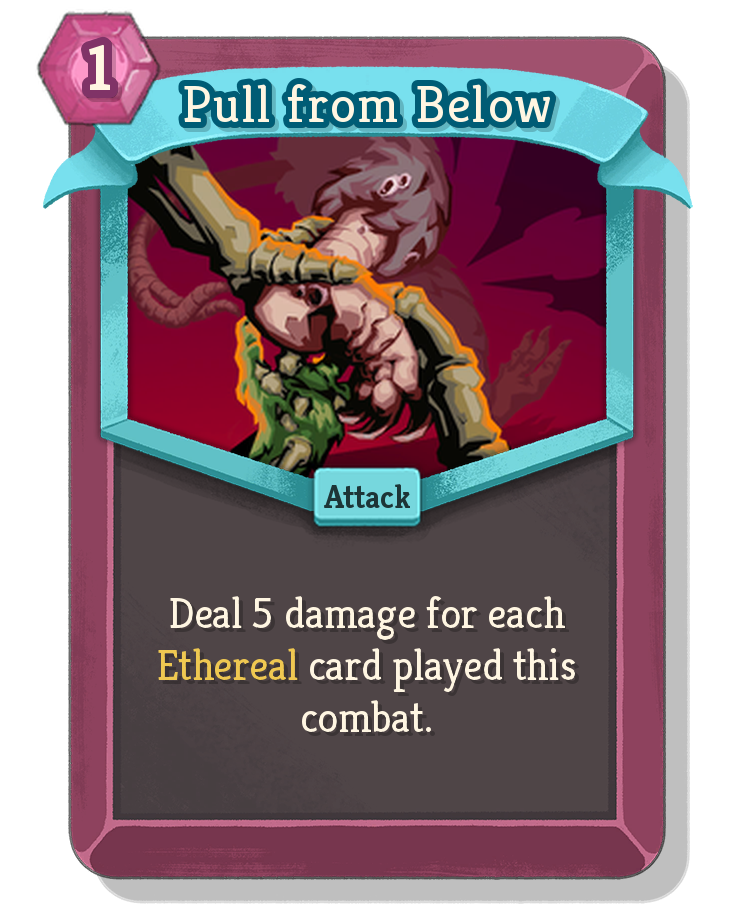 1
Pull from Below
Attack
Deal 5 damage for each
Ethereal card played this
combat.